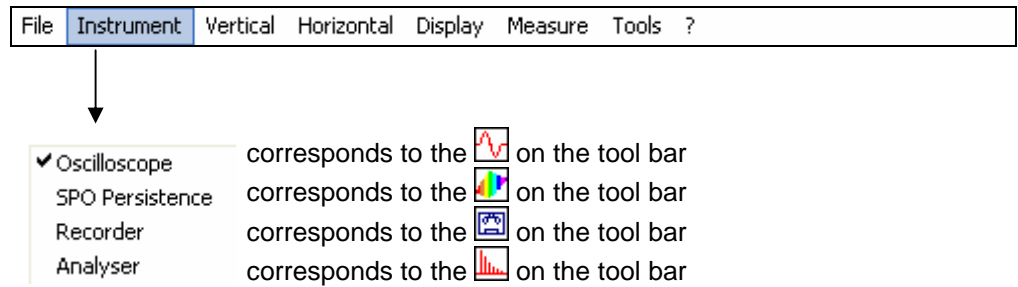 File Instrument Vertical Horizontal Display Measure Tools ?
Oscilloscope corresponds to the on the tool bar
SPO Persistence corresponds to the on the tool bar
Recorder corresponds to the on the tool bar
Analyser corresponds to the on the tool bar